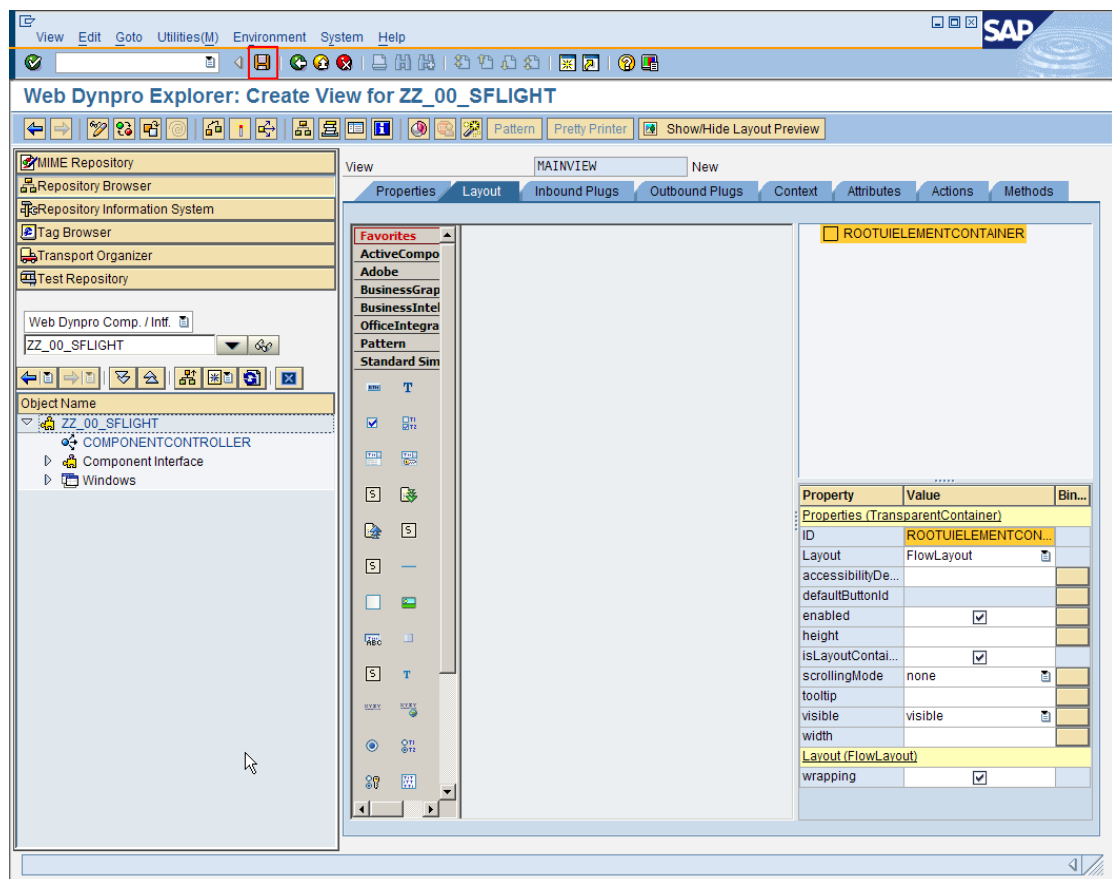 View Edit Goto Utilities(M) Environment System Help
SAP
Web Dynpro Explorer: Create View for ZZ_00_SFLIGHT
Pattern Pretty Printer Show/Hide Layout Preview
MIME Repository
Repository Browser
Repository Information System
Tag Browser
Transport Organizer
Test Repository
Web Dynpro Comp. / Intf.
ZZ_00_SFLIGHT
Object Name
ZZ_00_SFLIGHT
COMPONENTCONTROLLER
Component Interface
Windows
View MAINVIEW New
Properties Layout Inbound Plugs Outbound Plugs Context Attributes Actions Methods
Favorites
ActiveCompo
Adobe
BusinessGrap
BusinessIntel
OfficeIntegra
Pattern
Standard Sim
ROOTUIELEMENTCONTAINER
Property Value Bin...
Properties (TransparentContainer)
ID ROOTUIELEMENTCON...
Layout FlowLayout
accessibilityDe...
defaultButtonId
enabled
height
isLayoutContai...
scrollingMode none
tooltip
visible visible
width
Layout (FlowLayout)
wrapping